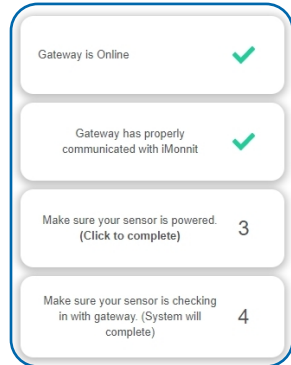 Gateway is Online
Gateway has properly
communicated with iMonnit
Make sure your sensor is powered.
(Click to complete)
3
Make sure your sensor is checking
in with gateway. (System will
complete)
4